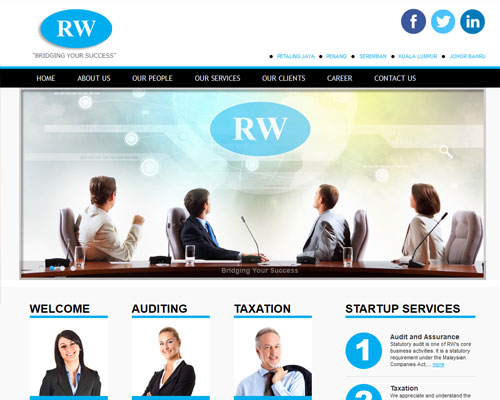 RW
"BRIDGING YOUR SUCCESS"
PETALING JAYA PENANG SEREMBAN KUALA LUMPUR JOHOR BAHRU
HOME ABOUT US OUR PEOPLE OUR SERVICES OUR CLIENTS CAREER CONTACT US
RW
Bridging Your Success
WELCOME
AUDITING
TAXATION
STARTUP SERVICES
1
Audit and Assurance
Statutory audit is one of RW's core
business activities. It is a statutory
requirement under the Malaysian
Companies Act,... more
2
Taxation
We appreciate and understand the